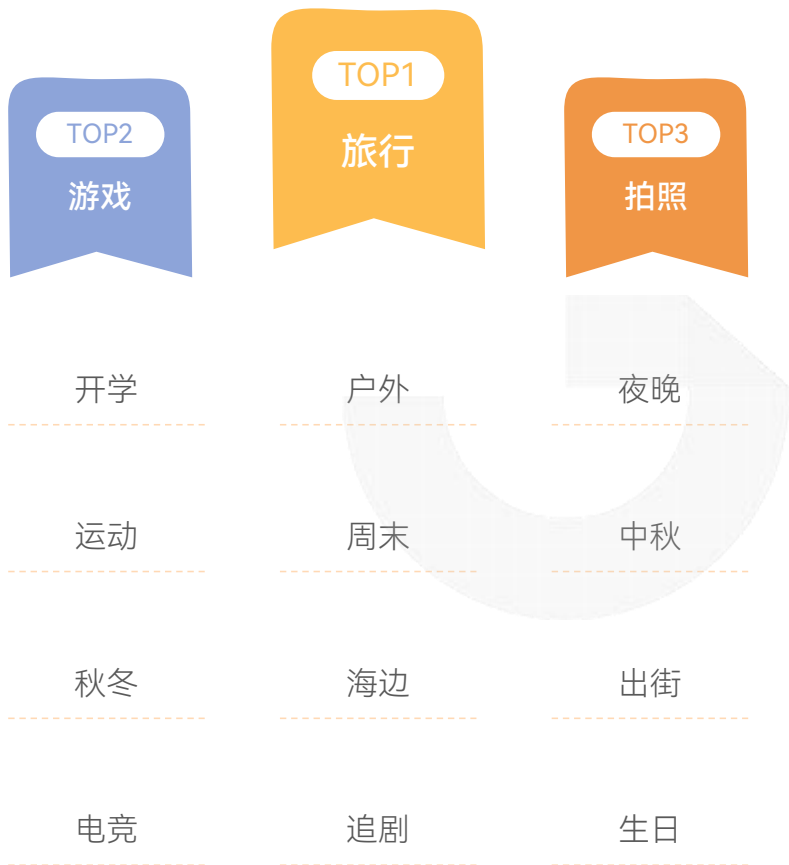 TOP1
旅行
TOP2
游戏
TOP3
拍照
开学
户外
夜晚
运动
周末
中秋
秋冬
海边
出街
电竞
追剧
生日